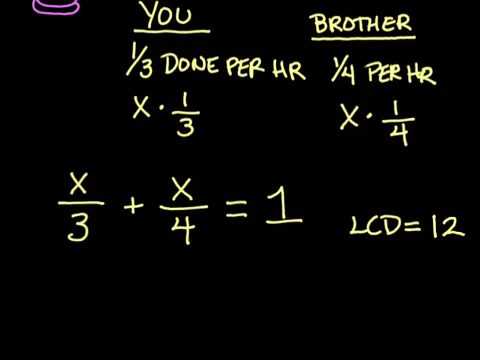 YOU
BROTHER
1/3 DONE PER HR
1/4 PER HR
X · 1/3
X · 1/4
X/3 + X/4 = 1
LCD = 12